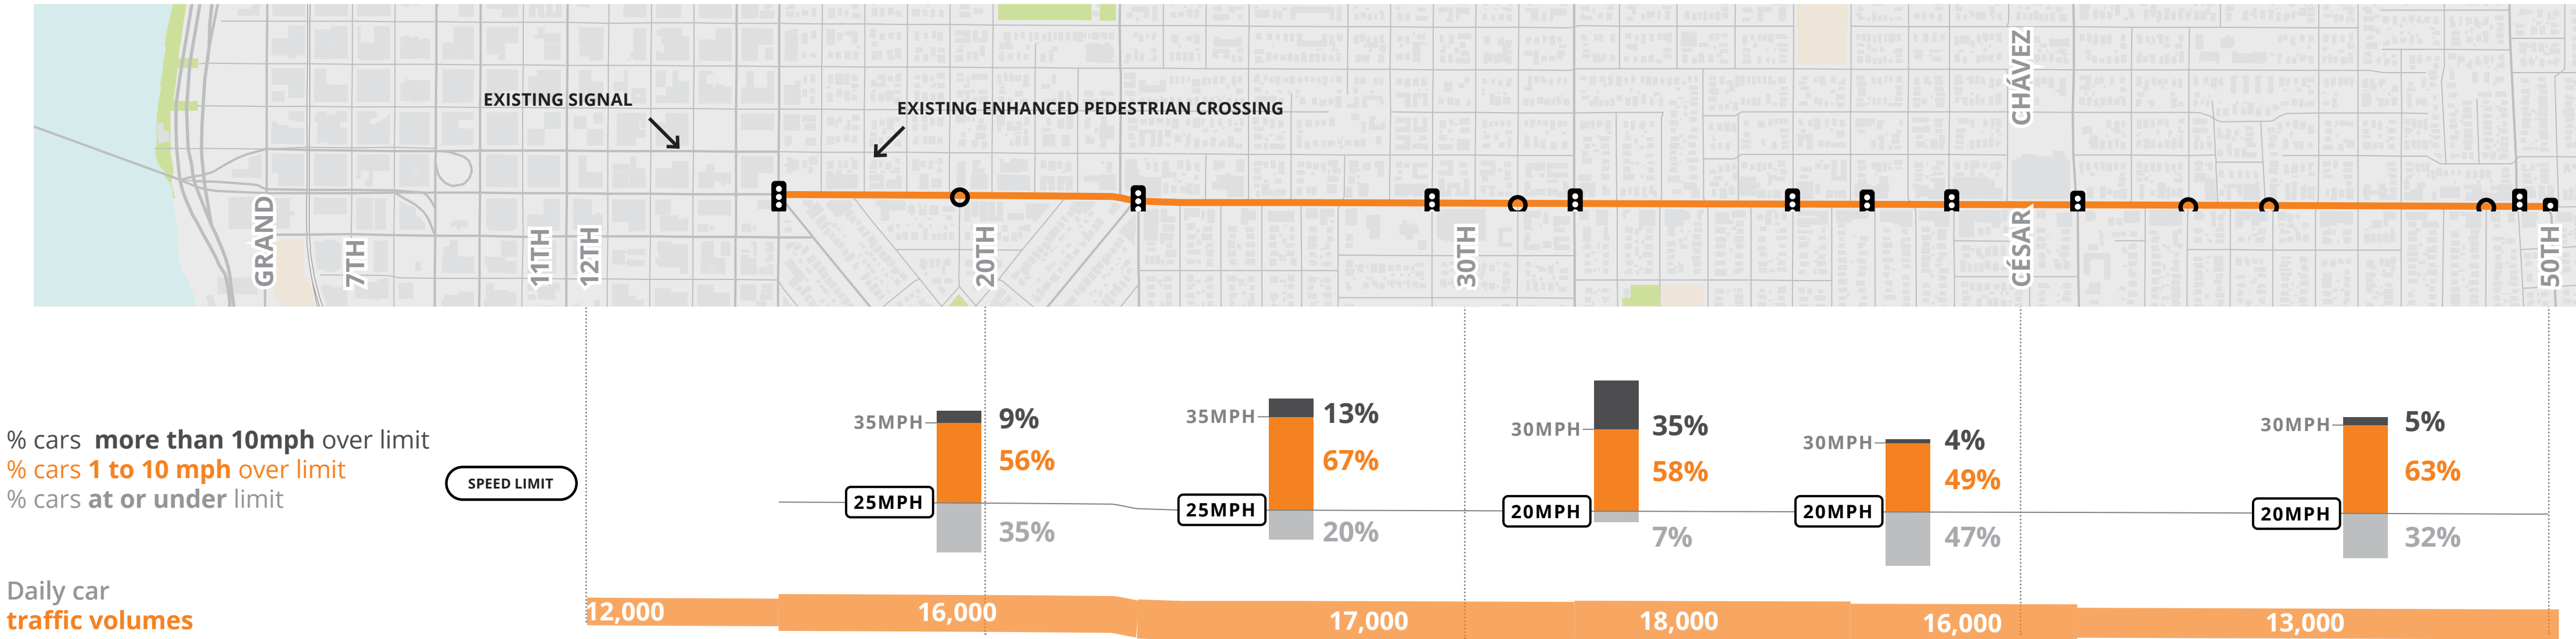 EXISTING SIGNAL
EXISTING ENHANCED PEDESTRIAN CROSSING
GRAND
7TH
11TH
12TH
20TH
30TH
CÉSAR CHÁVEZ
50TH
% cars more than 10mph over limit
% cars 1 to 10 mph over limit
% cars at or under limit
SPEED LIMIT
35MPH
9%
56%
25MPH
35%
35MPH
13%
67%
25MPH
20%
30MPH
35%
58%
20MPH
7%
30MPH
4%
49%
20MPH
47%
30MPH
5%
63%
20MPH
32%
Daily car
traffic volumes
12,000
16,000
17,000
18,000
16,000
13,000